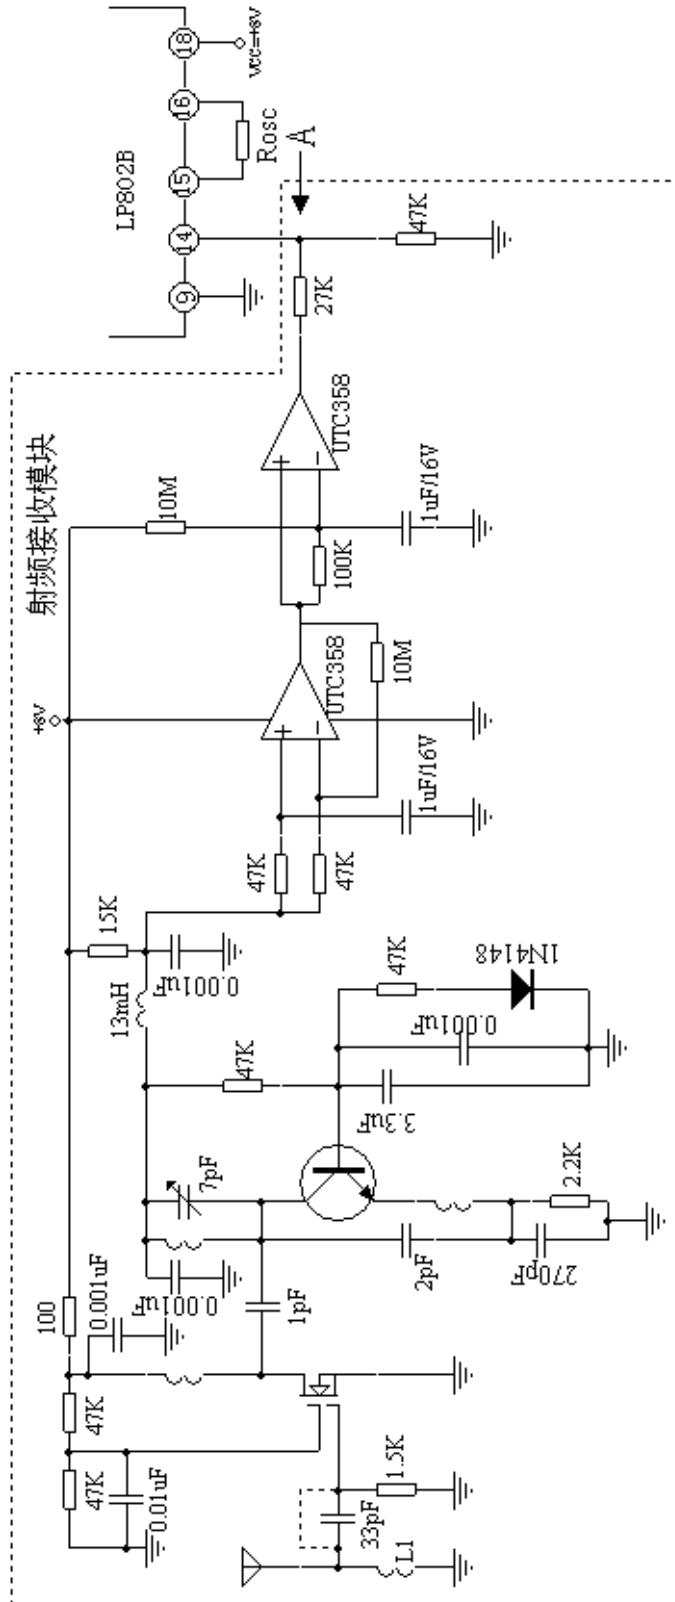 LP802B
18
16
15
14
9
VCC=+6V
Rosc
A
47K
27K
射频接收模块
10M
UTC358
1uF/16V
100K
+6V
UTC358
10M
1uF/16V
47K
47K
15K
0.001uF
13mH
47K
1N4148
0.001uF
47K
3.3uF
7pF
2.2K
2pF
270pF
0.001uF
1pF
100
0.001uF
47K
47K
0.01uF
1.5K
33pF
L1